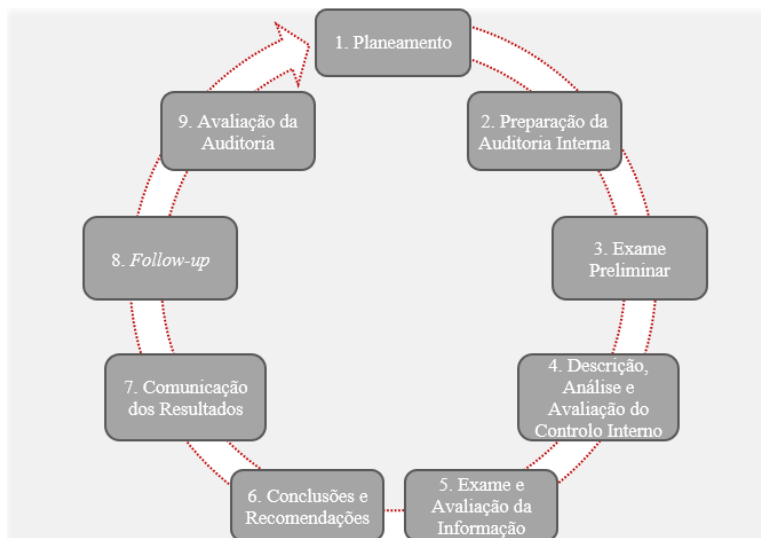 1. Planeamento
2. Preparação da
Auditoria Interna
3. Exame
Preliminar
4. Descrição,
Análise e
Avaliação do
Controlo Interno
5. Exame e
Avaliação da
Informação
6. Conclusões e
Recomendações
7. Comunicação
dos Resultados
8. Follow-up
9. Avaliação da
Auditoria